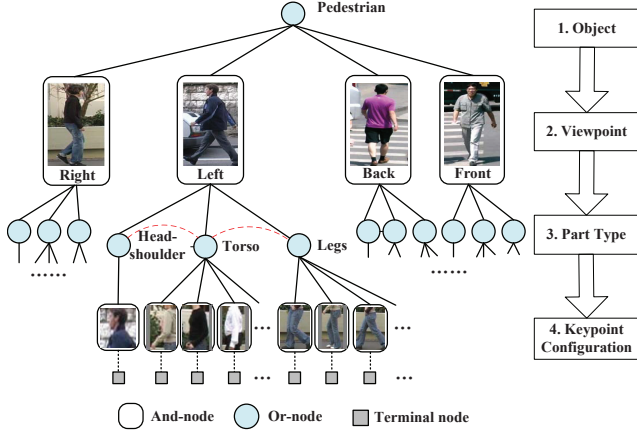 Pedestrian
1. Object
Right
Left
Back
Front
2. Viewpoint
Head-
shoulder
Torso
Legs
3. Part Type
......
......
...
...
4. Keypoint
Configuration
...
...
And-node
Or-node
Terminal node